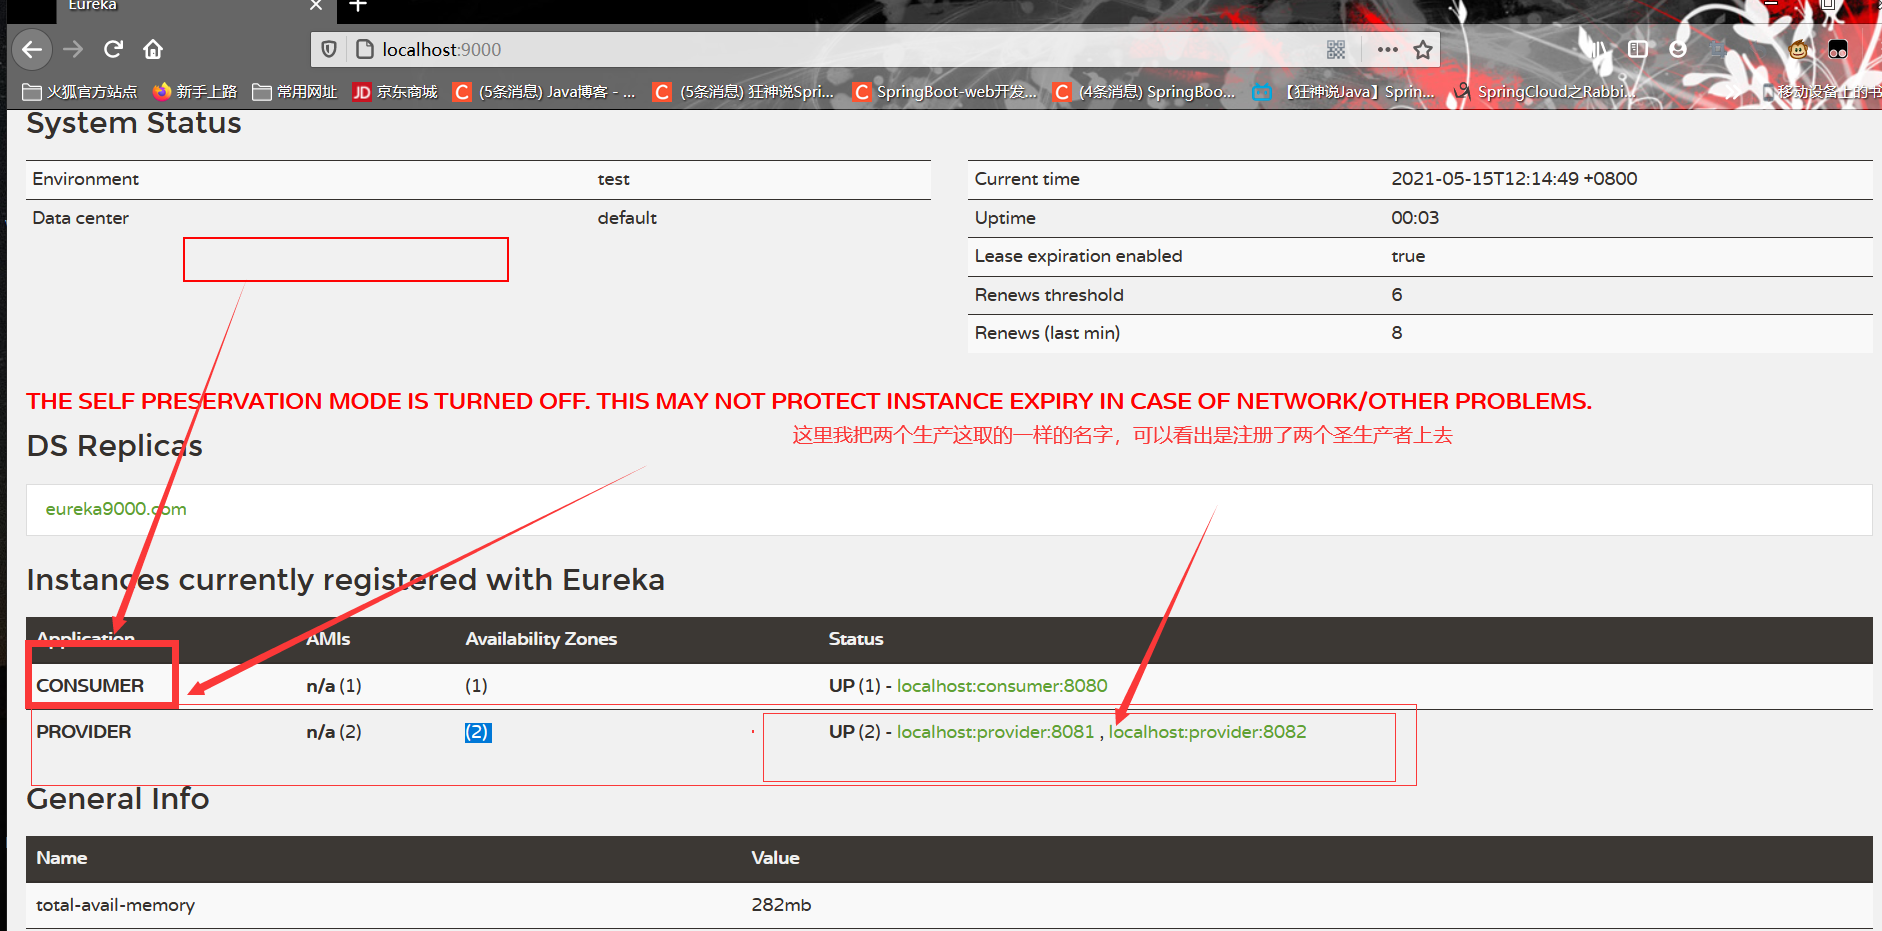 Eureka
localhost:9000
火狐官方站点 新手上路 常用网址 JD 京东商城 C (5条消息) Java博客 - ... C (5条消息) 狂神说Spri... C SpringBoot-web开发... C (4条消息) SpringBoo... 【狂神说Java】Sprin... SpringCloud之Rabbi... 移动设备上的书
System Status
Environment test
Data center default
Current time 2021-05-15T12:14:49 +0800
Uptime 00:03
Lease expiration enabled true
Renews threshold 6
Renews (last min) 8
THE SELF PRESERVATION MODE IS TURNED OFF. THIS MAY NOT PROTECT INSTANCE EXPIRY IN CASE OF NETWORK/OTHER PROBLEMS.
这里我把两个生产这取的一样的名字，可以看出是注册了两个圣生产者上去
DS Replicas
eureka9000.com
Instances currently registered with Eureka
Application AMIs Availability Zones Status
CONSUMER n/a (1) (1) UP (1) - localhost:consumer:8080
PROVIDER n/a (2) (2) UP (2) - localhost:provider:8081 , localhost:provider:8082
General Info
Name Value
total-avail-memory 282mb